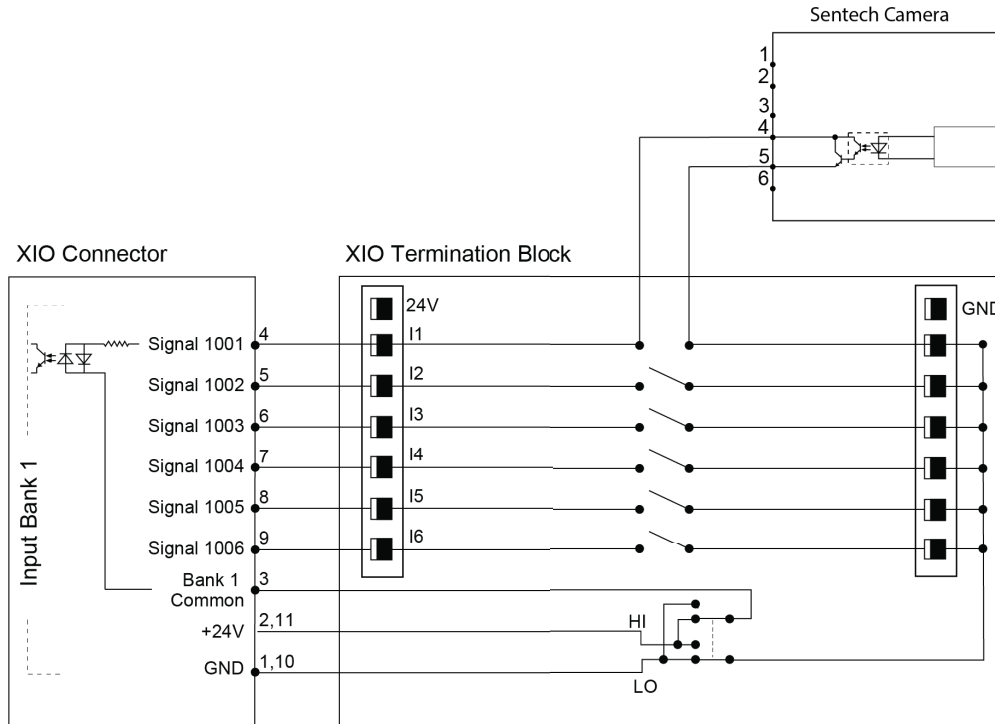 Sentech Camera
1
2
3
4
5
6
XIO Connector
XIO Termination Block
24V
GND
Signal 1001 4 I1
Signal 1002 5 I2
Signal 1003 6 I3
Signal 1004 7 I4
Signal 1005 8 I5
Signal 1006 9 I6
Input Bank 1
Bank 1
Common
3
+24V 2,11 HI
GND 1,10
LO